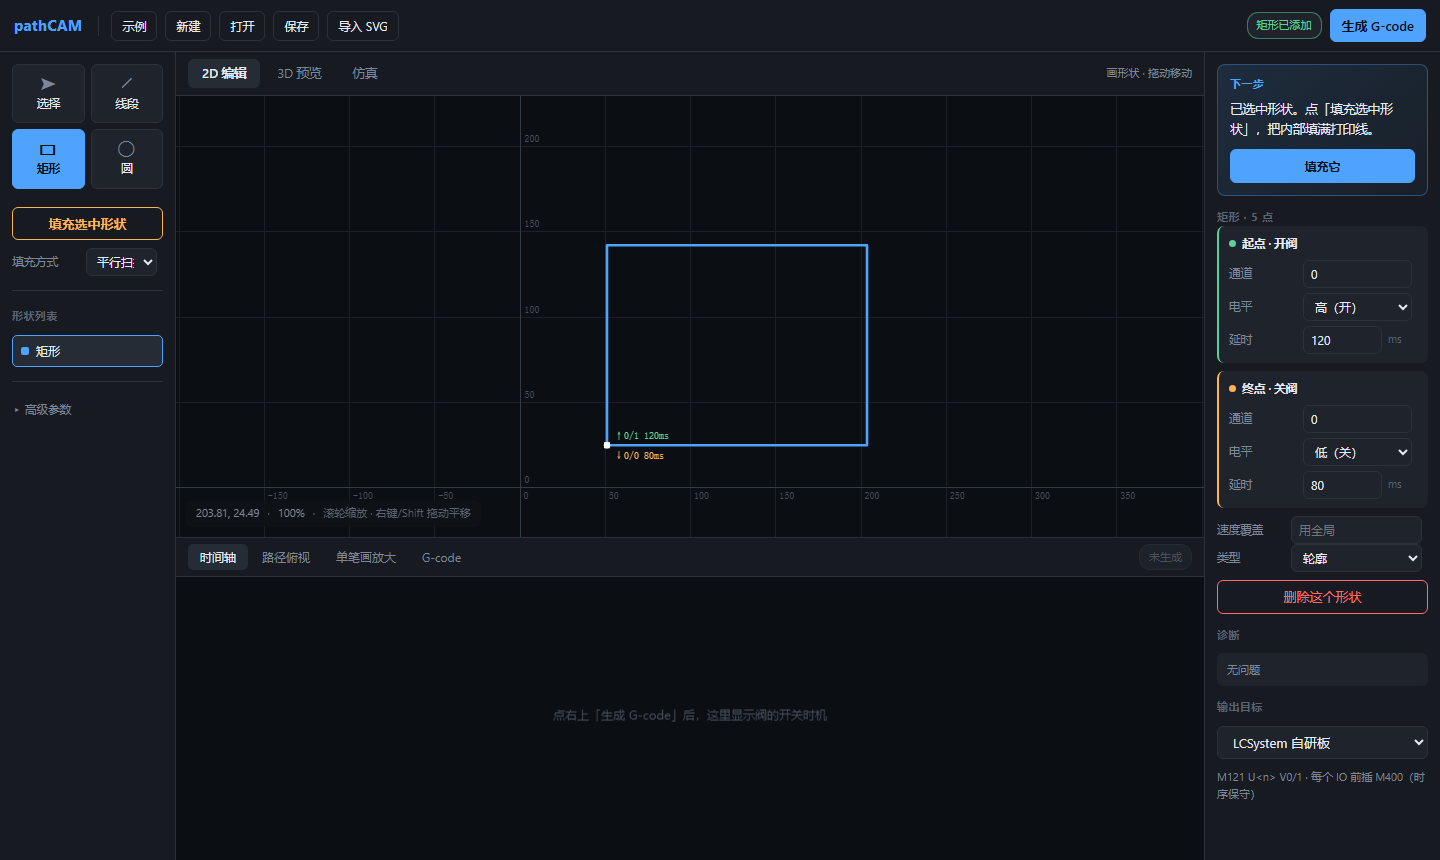 pathCAM
示例
新建
打开
保存
导入 SVG
矩形已添加
生成 G-code
选择
线段
矩形
圆
填充选中形状
填充方式
平行扫
形状列表
矩形
高级参数
2D 编辑
3D 预览
仿真
画形状 · 拖动移动
200
150
100
50
0
↑0/1 120ms
↓0/0 80ms
−150
−100
−50
0
50
100
150
200
250
300
350
203.81, 24.49 · 100% · 滚轮缩放 · 右键/Shift 拖动平移
时间轴
路径俯视
单笔画放大
G-code
未生成
点右上「生成 G-code」后，这里显示阀的开关时机
下一步
已选中形状。点「填充选中形
状」，把内部填满打印线。
填充它
矩形 · 5 点
起点 · 开阀
通道
0
电平
高（开）
延时
120
ms
终点 · 关阀
通道
0
电平
低（关）
延时
80
ms
速度覆盖
用全局
类型
轮廓
删除这个形状
诊断
无问题
输出目标
LCSystem 自研板
M121 U<n> V0/1 · 每个 IO 前插 M400（时
序保守）